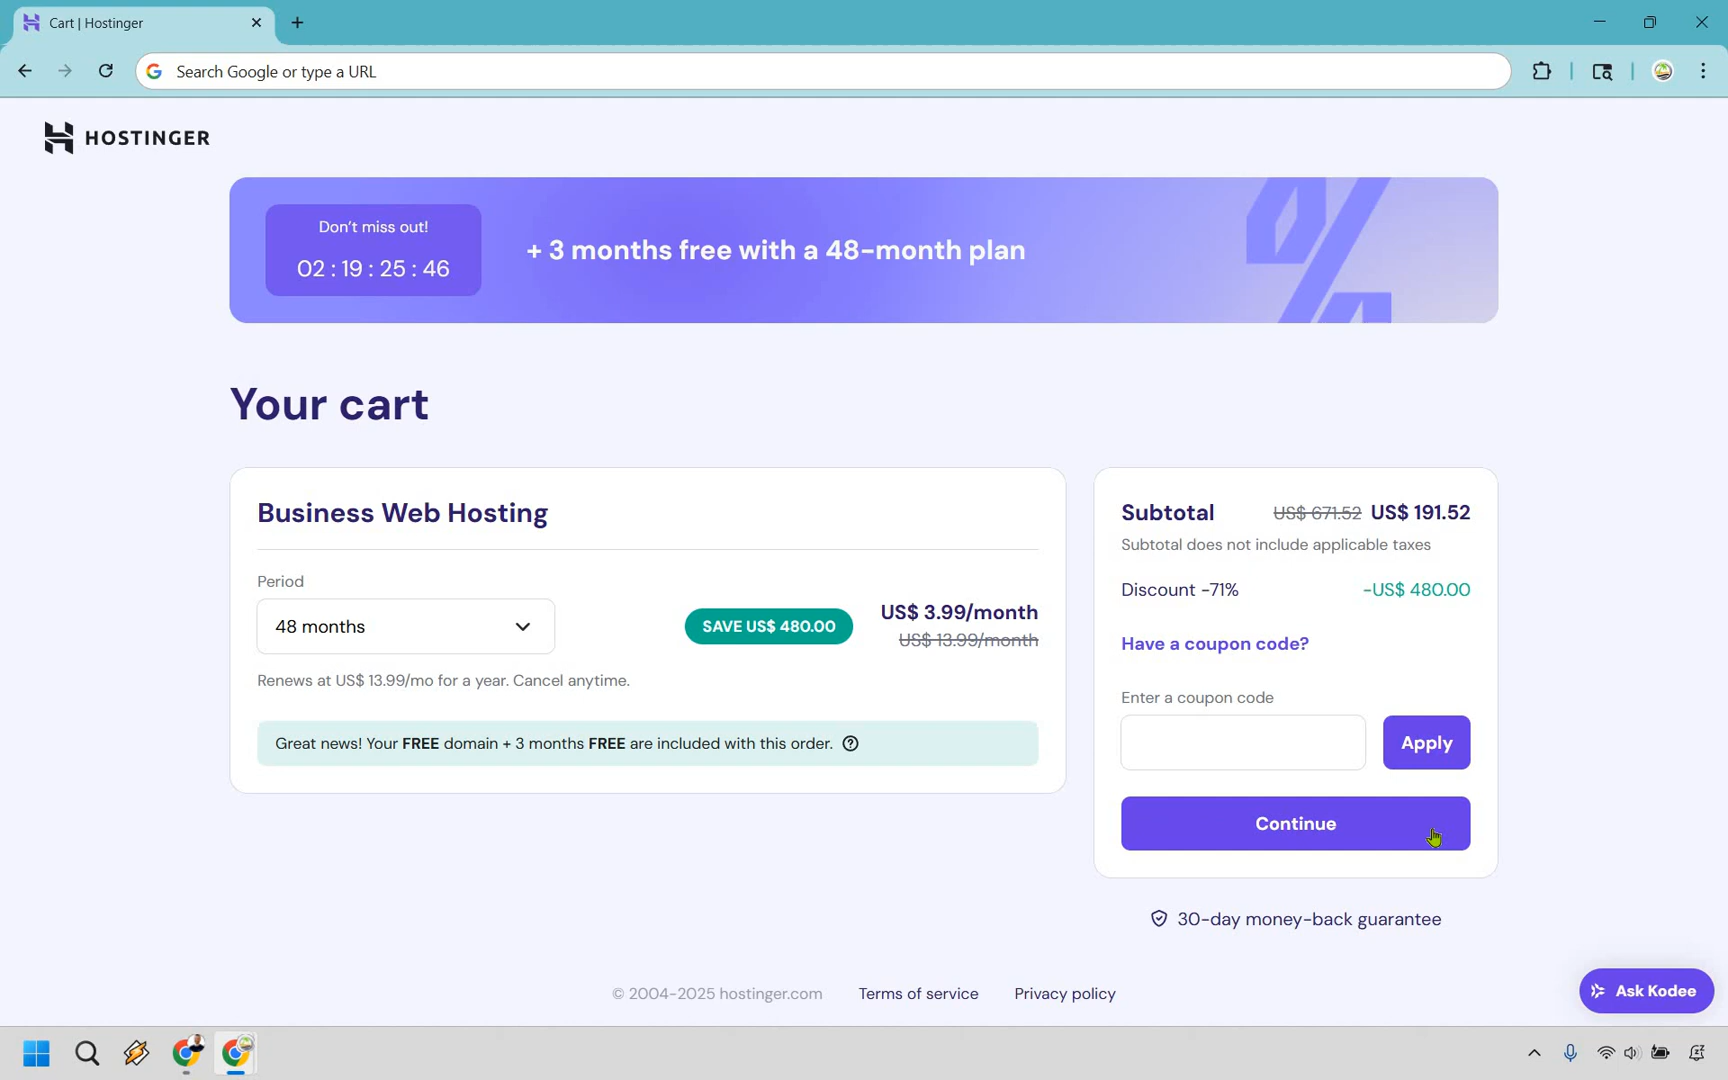 Cart | Hostinger
Search Google or type a URL
HOSTINGER
Don't miss out!
02 : 19 : 25 : 46
+ 3 months free with a 48-month plan
Your cart
Business Web Hosting
Period
48 months
SAVE US$ 480.00
US$ 3.99/month
US$ 13.99/month
Renews at US$ 13.99/mo for a year. Cancel anytime.
Great news! Your FREE domain + 3 months FREE are included with this order.
Subtotal US$ 671.52 US$ 191.52
Subtotal does not include applicable taxes
Discount -71% -US$ 480.00
Have a coupon code?
Enter a coupon code
Apply
Continue
30-day money-back guarantee
© 2004-2025 hostinger.com Terms of service Privacy policy
Ask Kodee